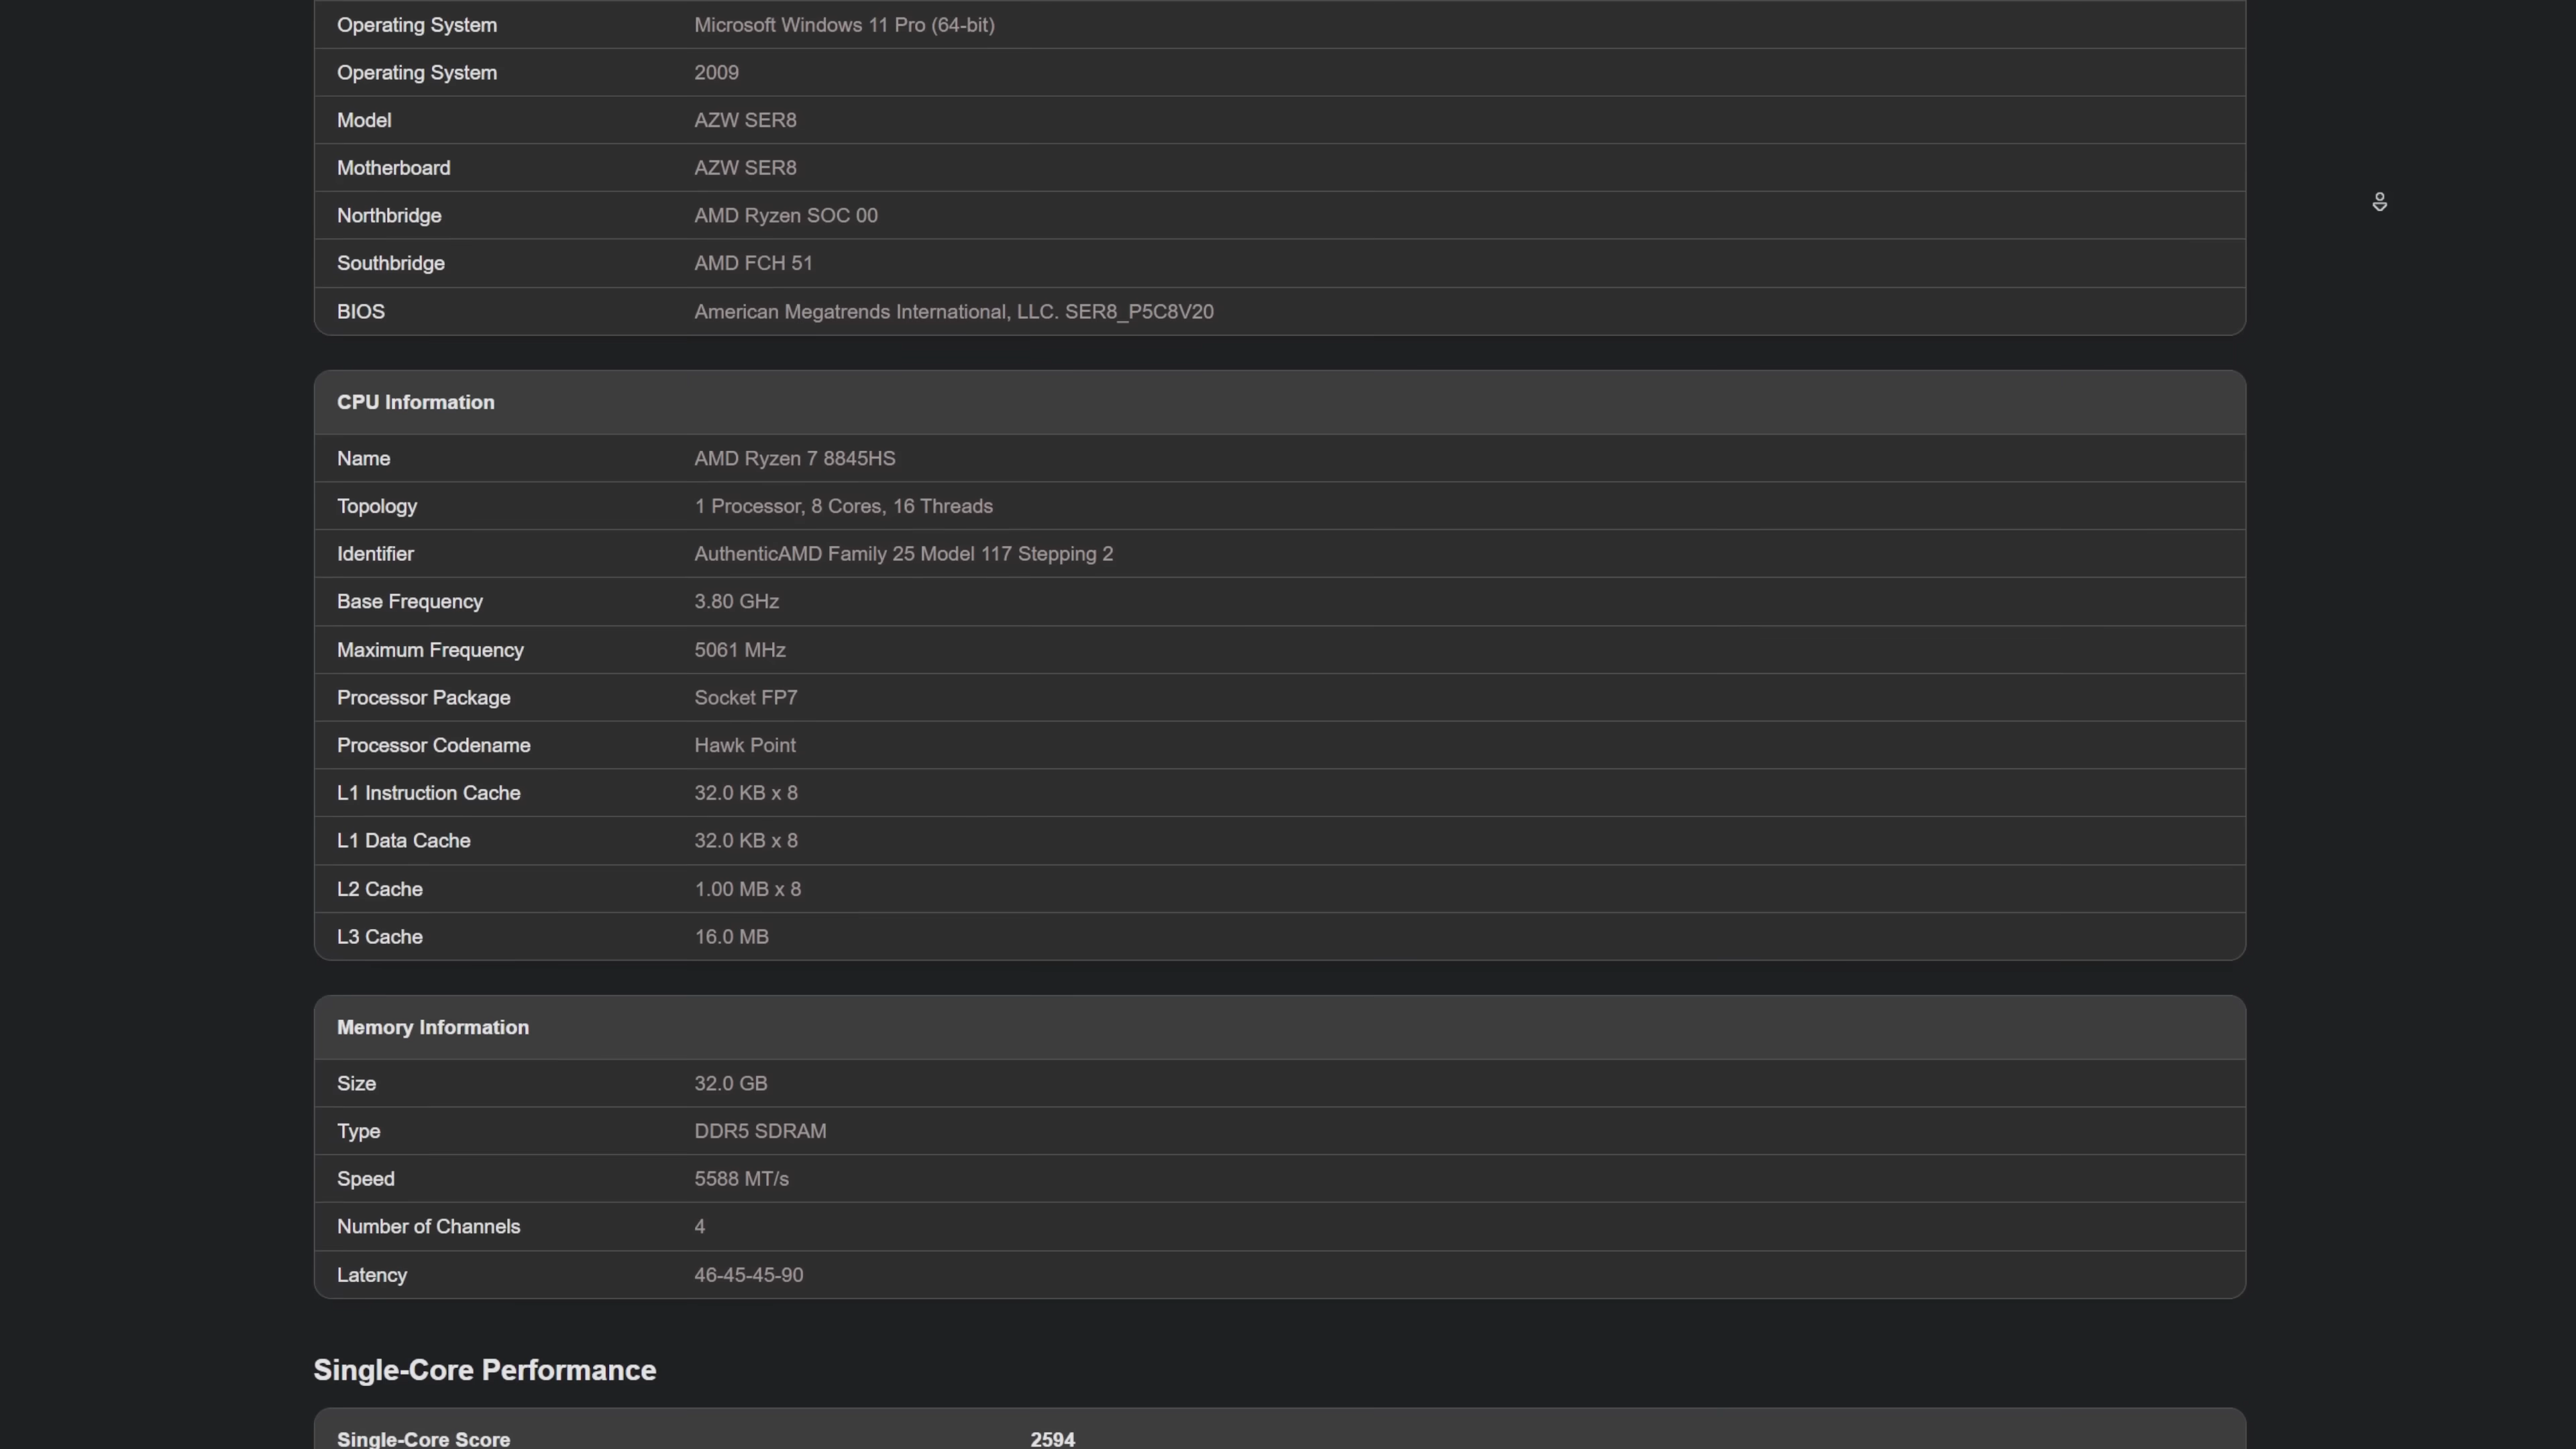 Operating System Microsoft Windows 11 Pro (64-bit)
Operating System 2009
Model AZW SER8
Motherboard AZW SER8
Northbridge AMD Ryzen SOC 00
Southbridge AMD FCH 51
BIOS American Megatrends International, LLC. SER8_P5C8V20
CPU Information
Name AMD Ryzen 7 8845HS
Topology 1 Processor, 8 Cores, 16 Threads
Identifier AuthenticAMD Family 25 Model 117 Stepping 2
Base Frequency 3.80 GHz
Maximum Frequency 5061 MHz
Processor Package Socket FP7
Processor Codename Hawk Point
L1 Instruction Cache 32.0 KB x 8
L1 Data Cache 32.0 KB x 8
L2 Cache 1.00 MB x 8
L3 Cache 16.0 MB
Memory Information
Size 32.0 GB
Type DDR5 SDRAM
Speed 5588 MT/s
Number of Channels 4
Latency 46-45-45-90
Single-Core Performance
Single-Core Score 2594